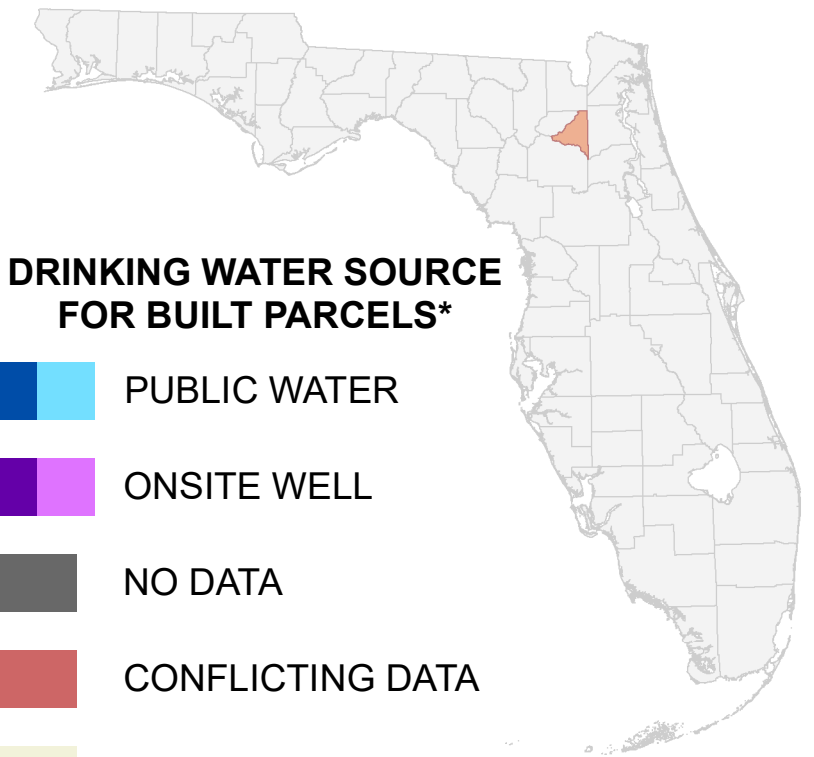 DRINKING WATER SOURCE
FOR BUILT PARCELS*
PUBLIC WATER
ONSITE WELL
NO DATA
CONFLICTING DATA